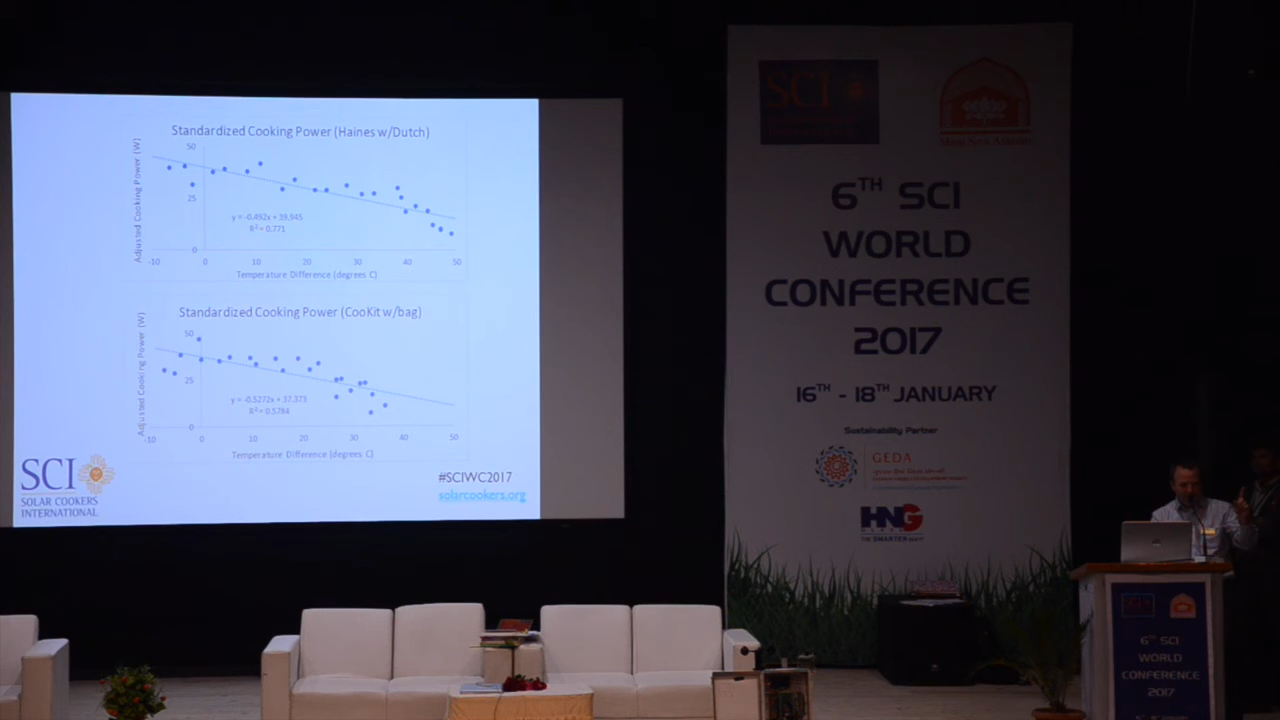 Standardized Cooking Power (Haines w/Dutch)
Adjusted Cooking Power (W)
50
25
0
y = -0.492x + 39.945
R² = 0.771
-10 0 10 20 30 40 50
Temperature Difference (degrees C)
Standardized Cooking Power (CooKit w/bag)
Adjusted Cooking Power (W)
50
25
0
y = -0.5272x + 37.373
R² = 0.5784
-10 0 10 20 30 40 50
Temperature Difference (degrees C)
SCI
SOLAR COOKERS
INTERNATIONAL
#SCIWC2017
solarcookers.org
SCI
6TH SCI
WORLD
CONFERENCE
2017
16TH - 18TH JANUARY
Sustainability Partner
GEDA
HNG
THE SMARTER
6TH SCI
WORLD
CONFERENCE
2017